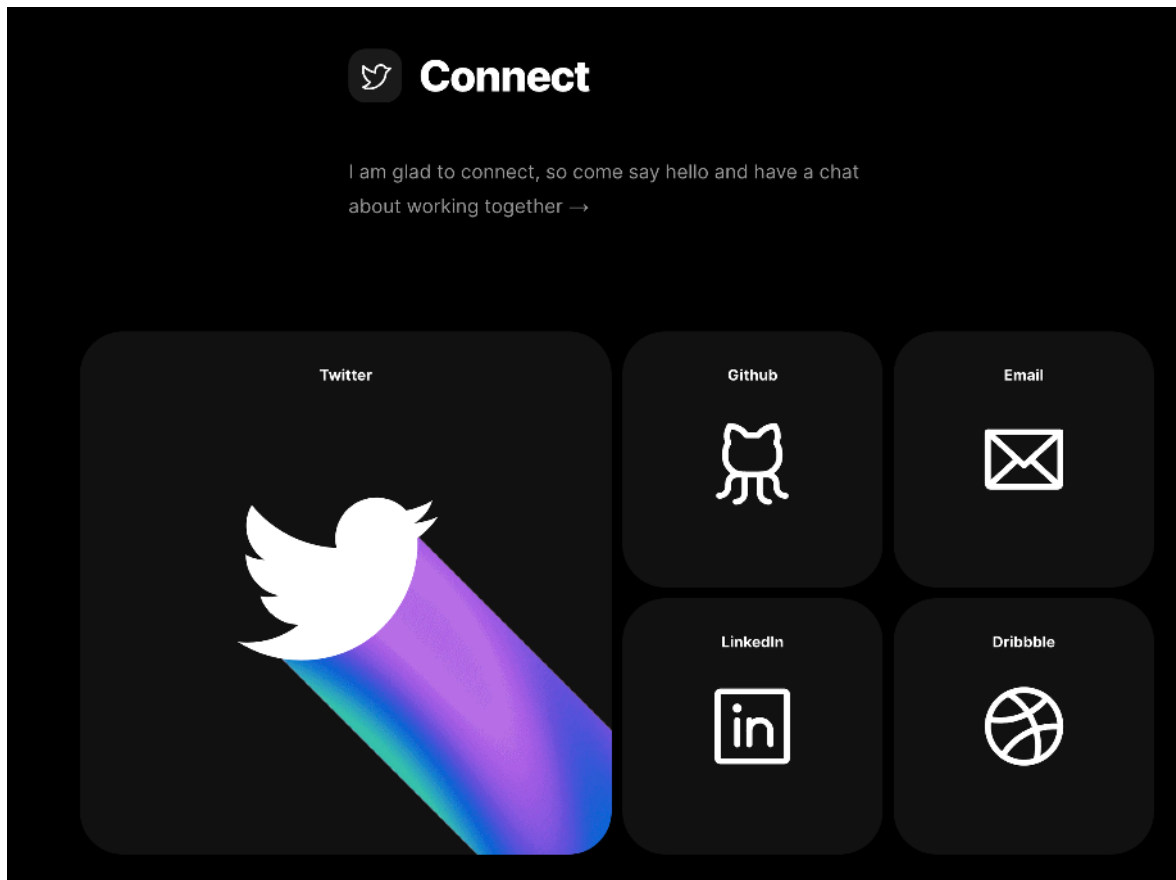 Connect
I am glad to connect, so come say hello and have a chat
about working together →
Twitter
Github
Email
LinkedIn
in
Dribbble